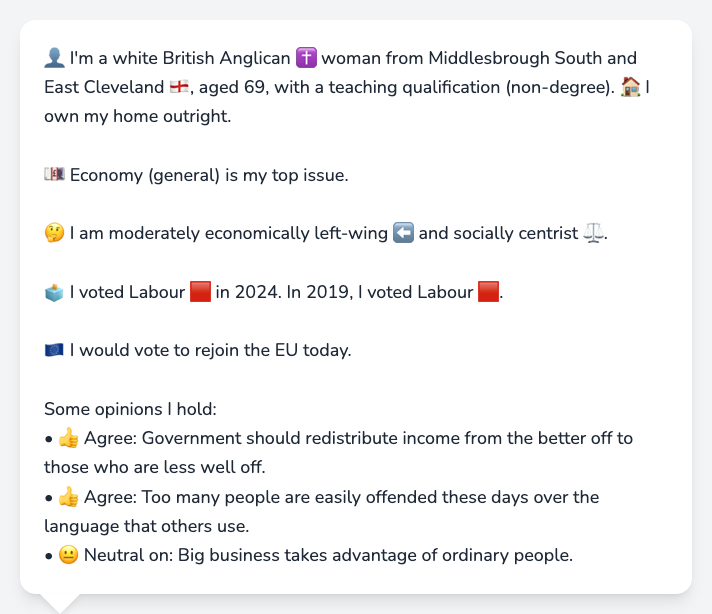 👤 I'm a white British Anglican ✝️ woman from Middlesbrough South and
East Cleveland 🏴󠁧󠁢󠁥󠁮󠁧󠁿, aged 69, with a teaching qualification (non-degree). 🏠 I
own my home outright.
💷 Economy (general) is my top issue.
🤔 I am moderately economically left-wing ⬅️ and socially centrist ⚖️.
🗳️ I voted Labour 🟥 in 2024. In 2019, I voted Labour 🟥.
🇪🇺 I would vote to rejoin the EU today.
Some opinions I hold:
• 👍 Agree: Government should redistribute income from the better off to
those who are less well off.
• 👍 Agree: Too many people are easily offended these days over the
language that others use.
• 😐 Neutral on: Big business takes advantage of ordinary people.